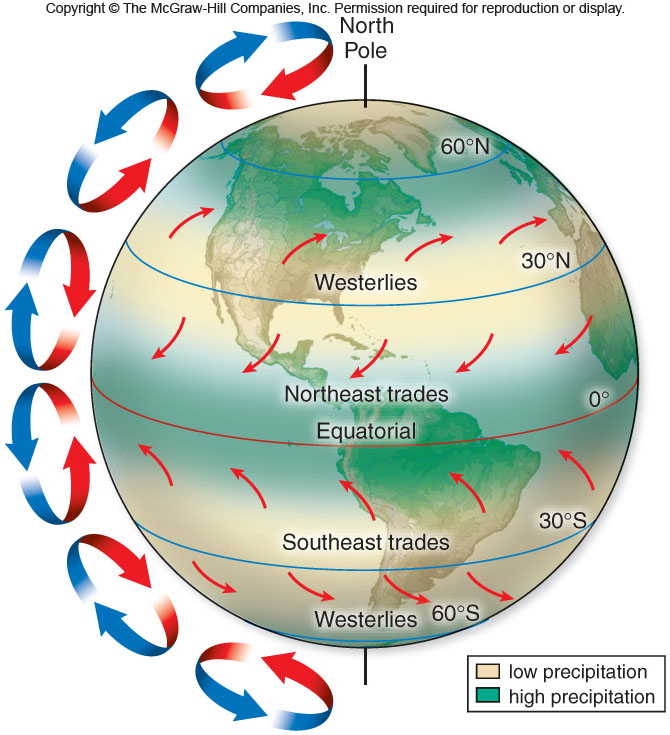 Copyright © The McGraw-Hill Companies, Inc. Permission required for reproduction or display.
North
Pole
60°N
30°N
Westerlies
Northeast trades
0°
Equatorial
30°S
Southeast trades
Westerlies
60°S
low precipitation
high precipitation